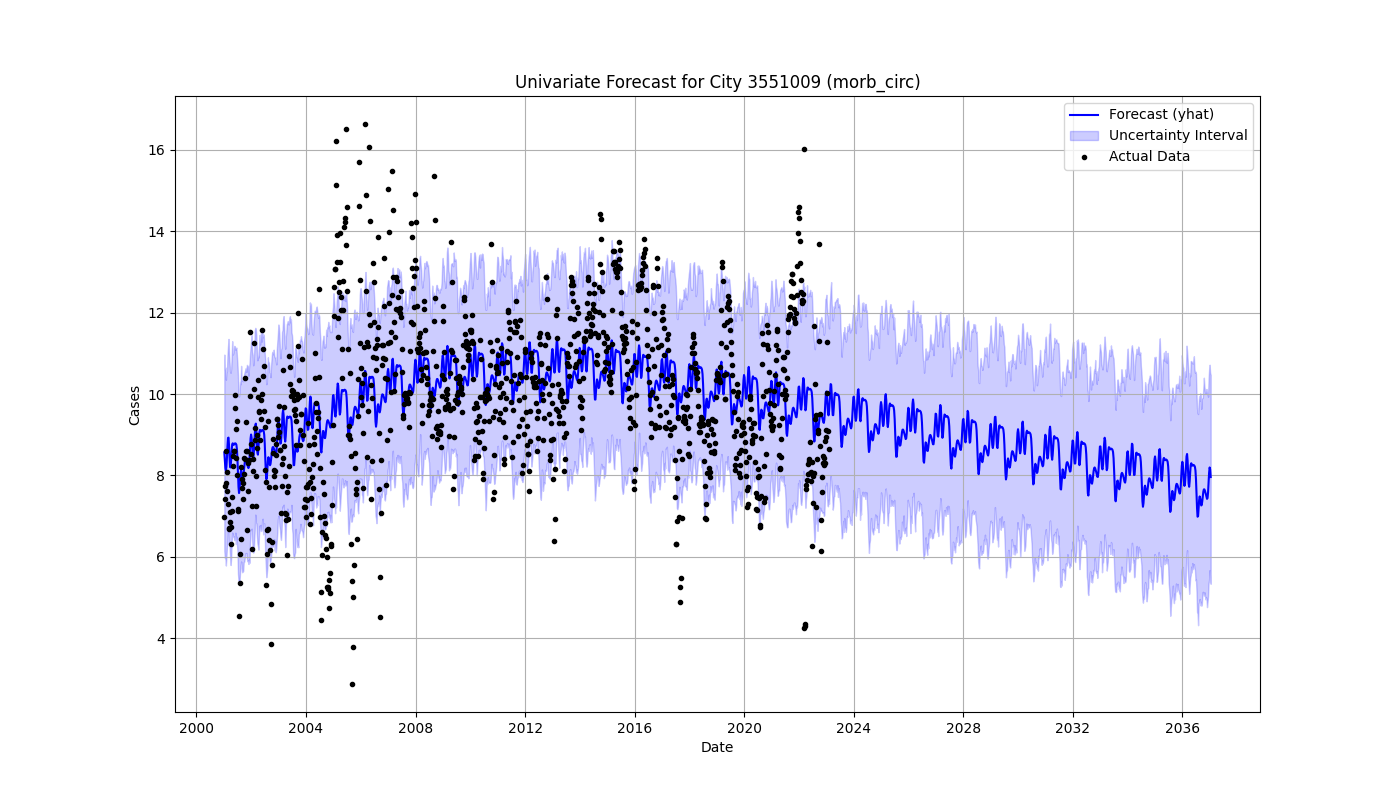 Univariate Forecast for City 3551009 (morb_circ)
Forecast (yhat)
Uncertainty Interval
Actual Data
Cases
16
14
12
10
8
6
4
2000 2004 2008 2012 2016 2020 2024 2028 2032 2036
Date